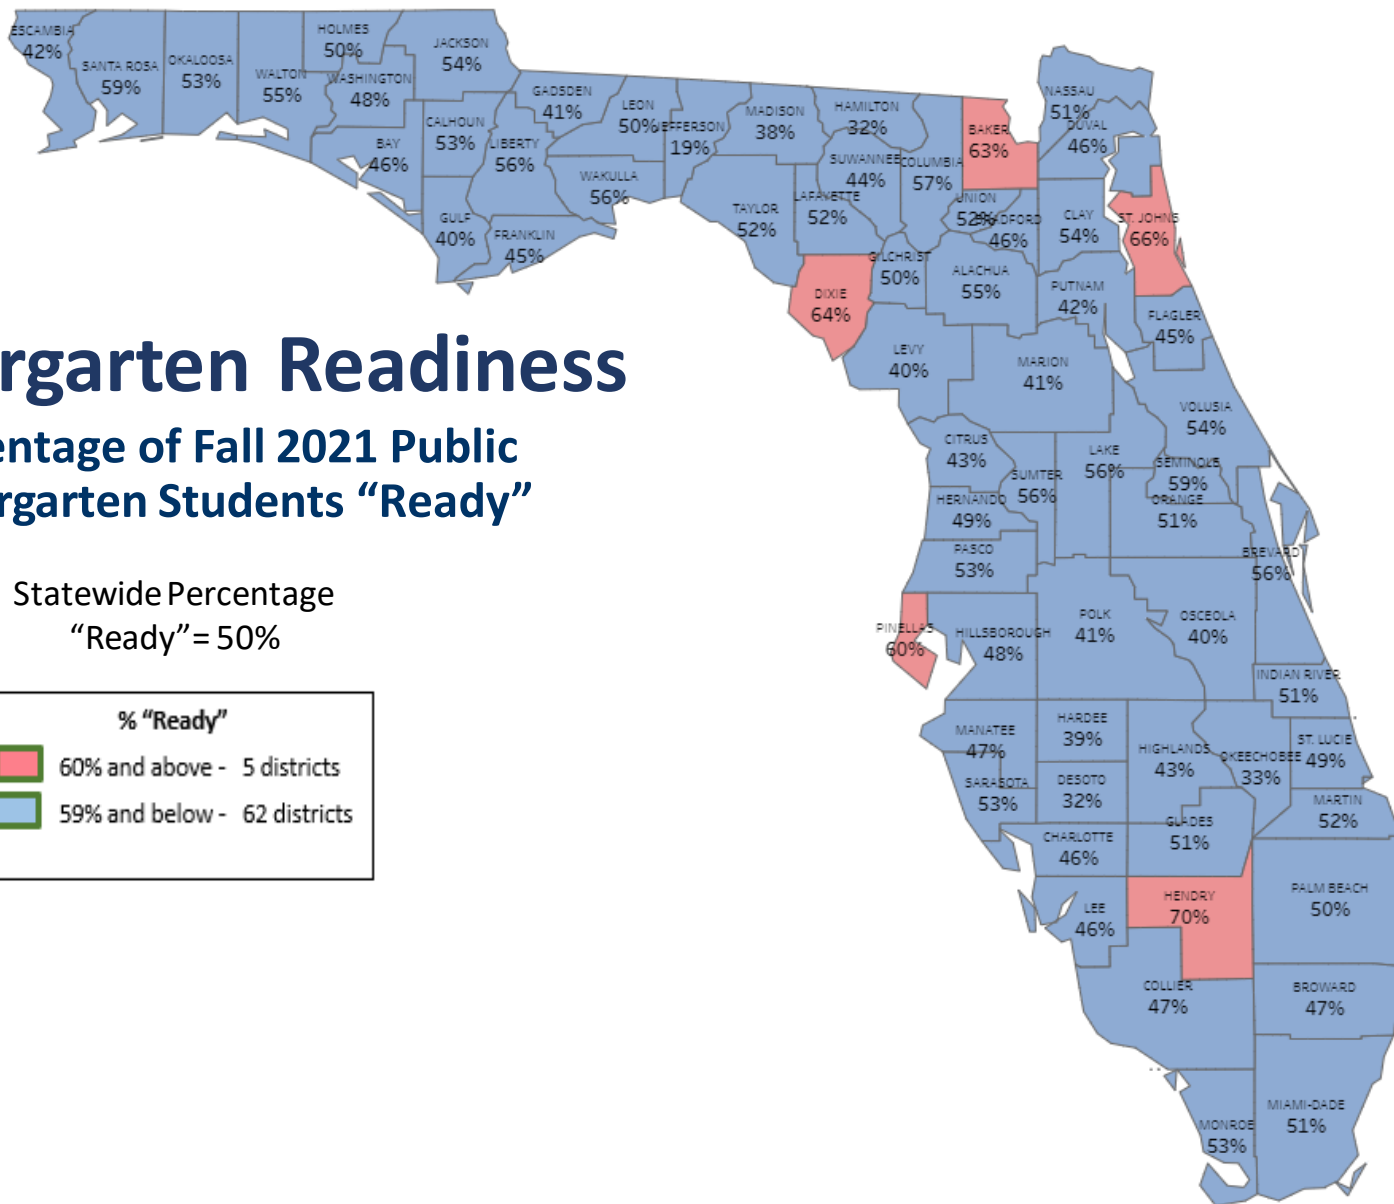 ESCAMBIA
42%
SANTA ROSA
59%
OKALOOSA
53%
WALTON
55%
HOLMES
50%
WASHINGTON
48%
JACKSON
54%
BAY
46%
CALHOUN
53%
GULF
40%
LIBERTY
56%
GADSDEN
41%
FRANKLIN
45%
LEON
50%
WAKULLA
56%
JEFFERSON
19%
MADISON
38%
TAYLOR
52%
HAMILTON
32%
SUWANNEE
44%
LAFAYETTE
52%
DIXIE
64%
COLUMBIA
57%
GILCHRIST
50%
BAKER
63%
UNION
52%
BRADFORD
46%
ALACHUA
55%
NASSAU
51%
DUVAL
46%
CLAY
54%
ST. JOHNS
66%
PUTNAM
42%
FLAGLER
45%
LEVY
40%
MARION
41%
VOLUSIA
54%
CITRUS
43%
SUMTER
56%
LAKE
56%
SEMINOLE
59%
ORANGE
51%
HERNANDO
49%
PASCO
53%
BREVARD
56%
PINELLAS
60%
HILLSBOROUGH
48%
POLK
41%
OSCEOLA
40%
INDIAN RIVER
51%
MANATEE
47%
HARDEE
39%
HIGHLANDS
43%
OKEECHOBEE
33%
ST. LUCIE
49%
SARASOTA
53%
DESOTO
32%
MARTIN
52%
CHARLOTTE
46%
GLADES
51%
LEE
46%
HENDRY
70%
PALM BEACH
50%
COLLIER
47%
BROWARD
47%
MONROE
53%
MIAMI-DADE
51%
rgarten Readiness
entage of Fall 2021 Public
rgarten Students “Ready”
Statewide Percentage
“Ready”= 50%
% “Ready”
60% and above - 5 districts
59% and below - 62 districts